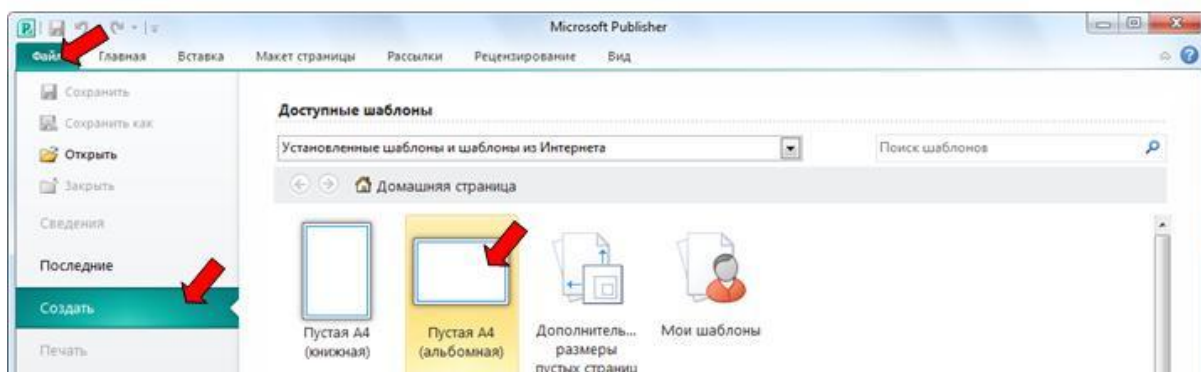 Microsoft Publisher
Файл Главная Вставка Макет страницы Рассылки Рецензирование Вид
Сохранить
Сохранить как
Открыть
Закрыть
Сведения
Последние
Создать
Печать
Доступные шаблоны
Установленные шаблоны и шаблоны из Интернета
Поиск шаблонов
Домашняя страница
Пустая A4
(книжная)
Пустая A4
(альбомная)
Дополнитель...
размеры
пустых страниц
Мои шаблоны